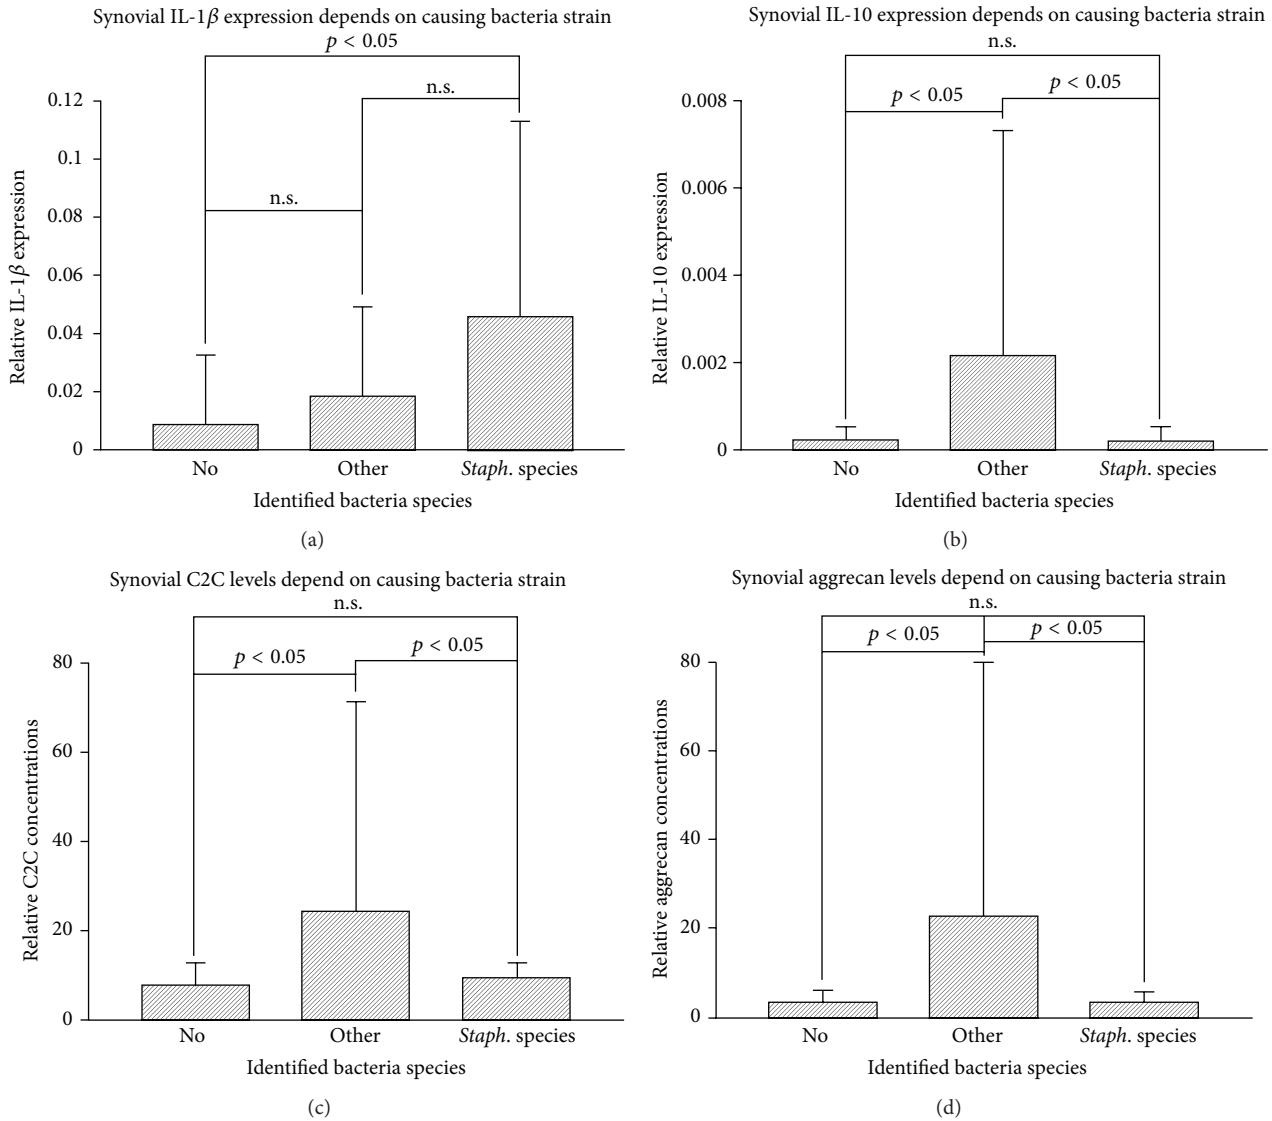 Synovial IL-1β expression depends on causing bacteria strain
p < 0.05
n.s.
n.s.
0.12
0.1
0.08
0.06
0.04
0.02
0
Relative IL-1β expression
No
Other
Staph. species
Identified bacteria species
(a)
Synovial IL-10 expression depends on causing bacteria strain
n.s.
p < 0.05
p < 0.05
0.008
0.006
0.004
0.002
0
Relative IL-10 expression
No
Other
Staph. species
Identified bacteria species
(b)
Synovial C2C levels depend on causing bacteria strain
n.s.
p < 0.05
p < 0.05
80
60
40
20
0
Relative C2C concentrations
No
Other
Staph. species
Identified bacteria species
(c)
Synovial aggrecan levels depend on causing bacteria strain
n.s.
p < 0.05
p < 0.05
80
60
40
20
0
Relative aggrecan concentrations
No
Other
Staph. species
Identified bacteria species
(d)